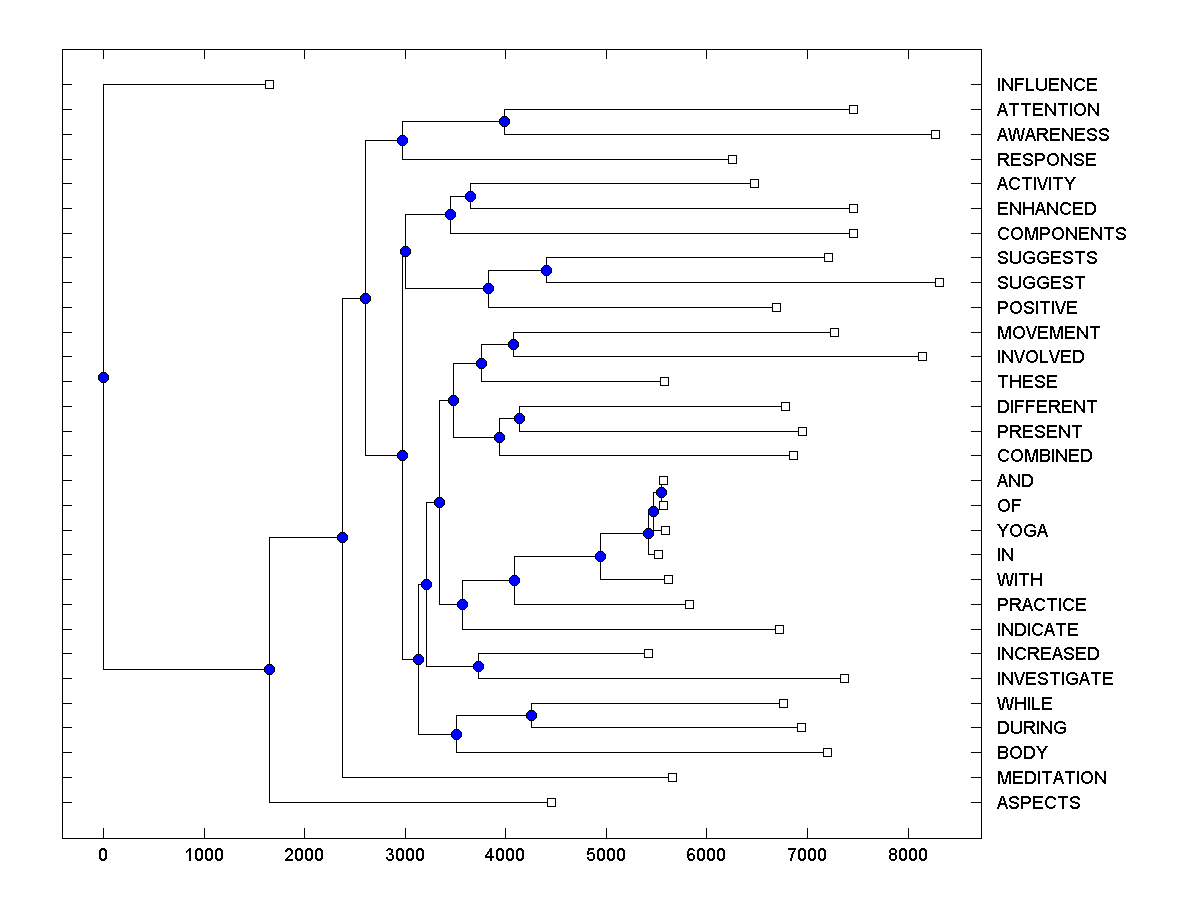 INFLUENCE
ATTENTION
AWARENESS
RESPONSE
ACTIVITY
ENHANCED
COMPONENTS
SUGGESTS
SUGGEST
POSITIVE
MOVEMENT
INVOLVED
THESE
DIFFERENT
PRESENT
COMBINED
AND
OF
YOGA
IN
WITH
PRACTICE
INDICATE
INCREASED
INVESTIGATE
WHILE
DURING
BODY
MEDITATION
ASPECTS
0 1000 2000 3000 4000 5000 6000 7000 8000